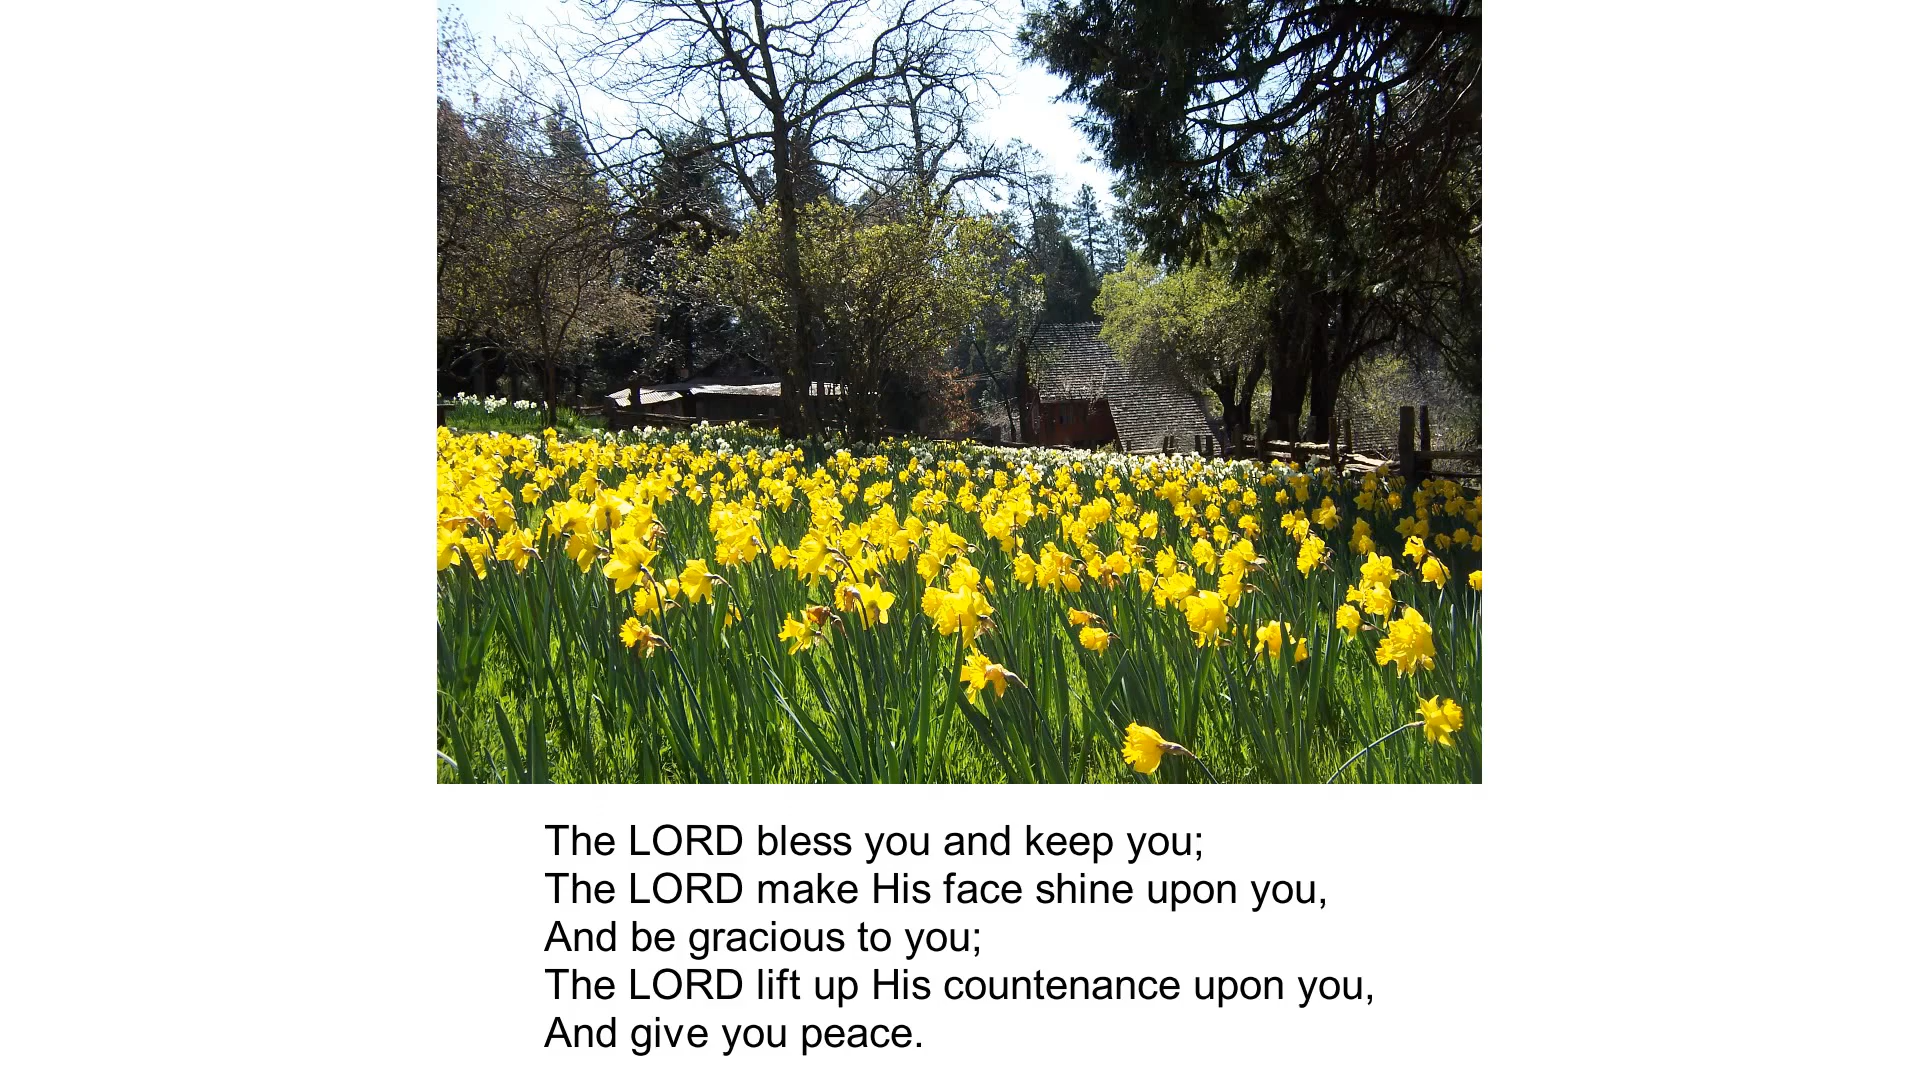 The LORD bless you and keep you;
The LORD make His face shine upon you,
And be gracious to you;
The LORD lift up His countenance upon you,
And give you peace.